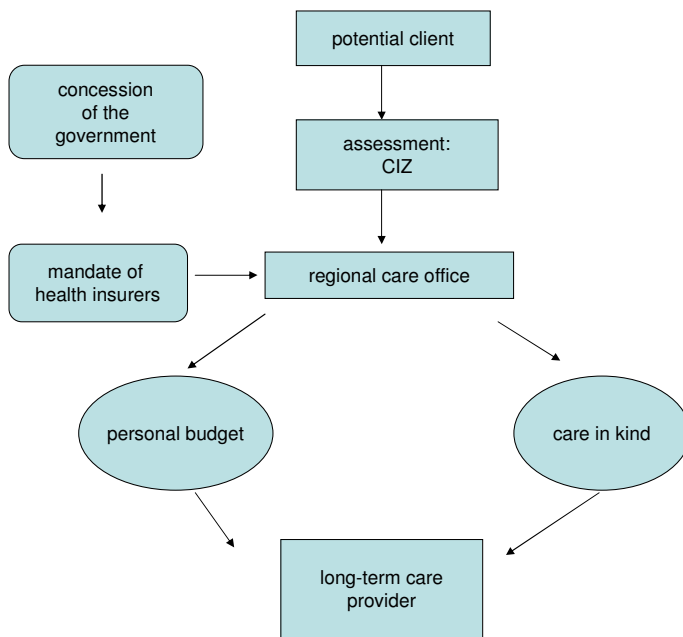 potential client
concession
of the
government
assessment:
CIZ
mandate of
health insurers
regional care office
personal budget
care in kind
long-term care
provider